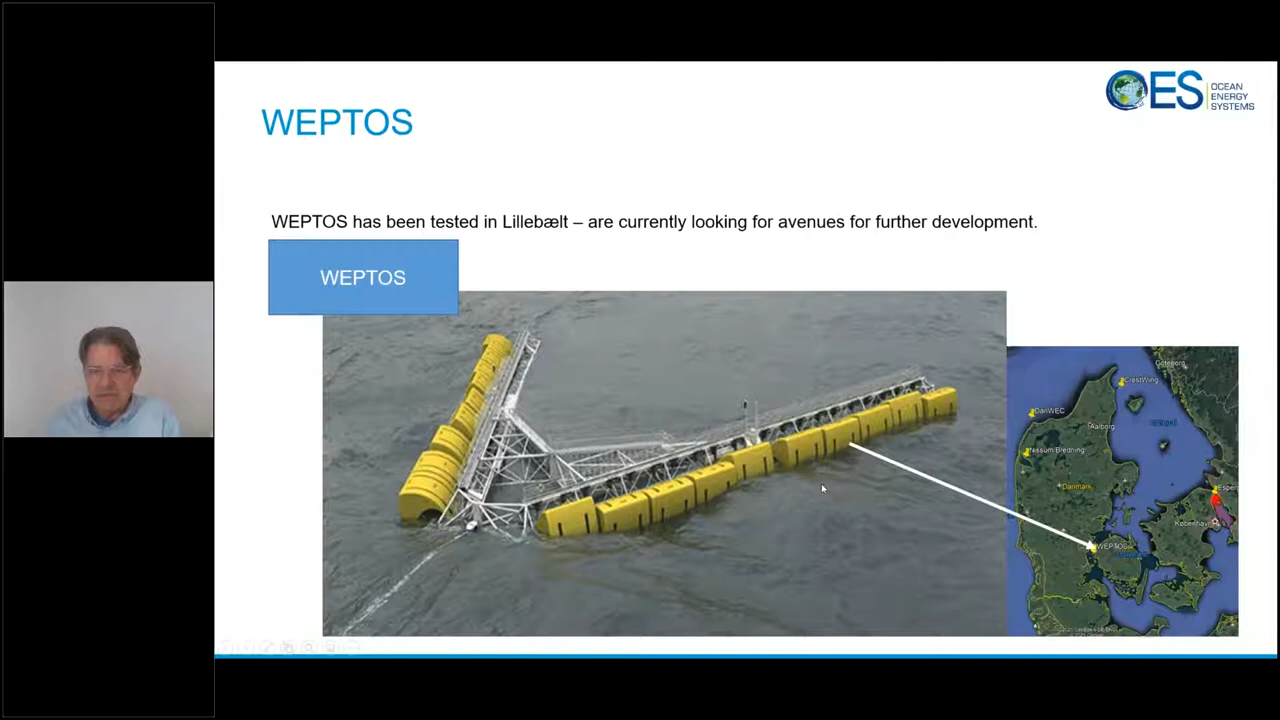 OES
OCEAN
ENERGY
SYSTEMS
WEPTOS
WEPTOS has been tested in Lillebælt – are currently looking for avenues for further development.
WEPTOS
Göteborg
CrestWing
DanWEC
Aalborg
Nissum Bredning
Danmark
Esper
København
WEPTOS